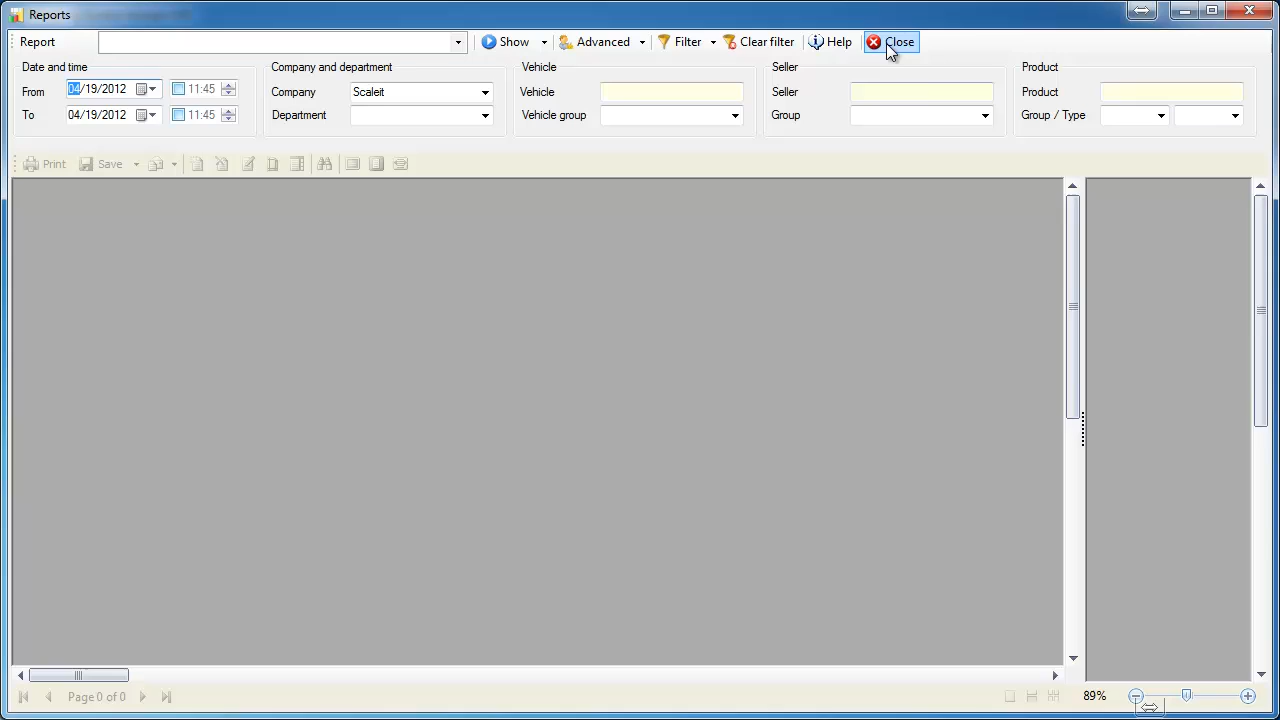 Reports
Report Show Advanced Filter Clear filter Help Close
Date and time Company and department Vehicle Seller Product
From 04/19/2012 11:45 Company Scaleit Vehicle Seller Product
To 04/19/2012 11:45 Department Vehicle group Group Group / Type
Print Save
Page 0 of 0 89%